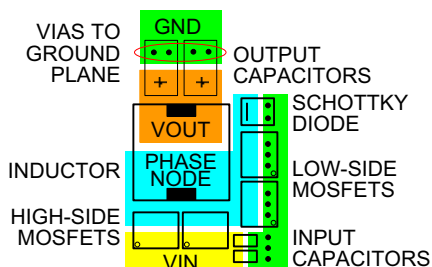 GND
VIAS TO
GROUND
PLANE
OUTPUT
CAPACITORS
+ +
VOUT
SCHOTTKY
DIODE
INDUCTOR
PHASE
NODE
LOW-SIDE
MOSFETS
HIGH-SIDE
MOSFETS
VIN
INPUT
CAPACITORS